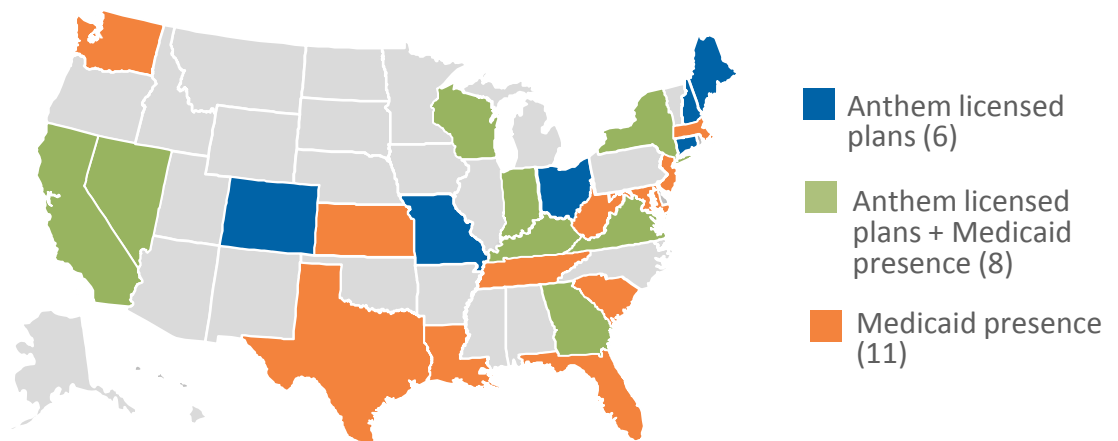 Anthem licensed
plans (6)
Anthem licensed
plans + Medicaid
presence (8)
Medicaid presence
(11)